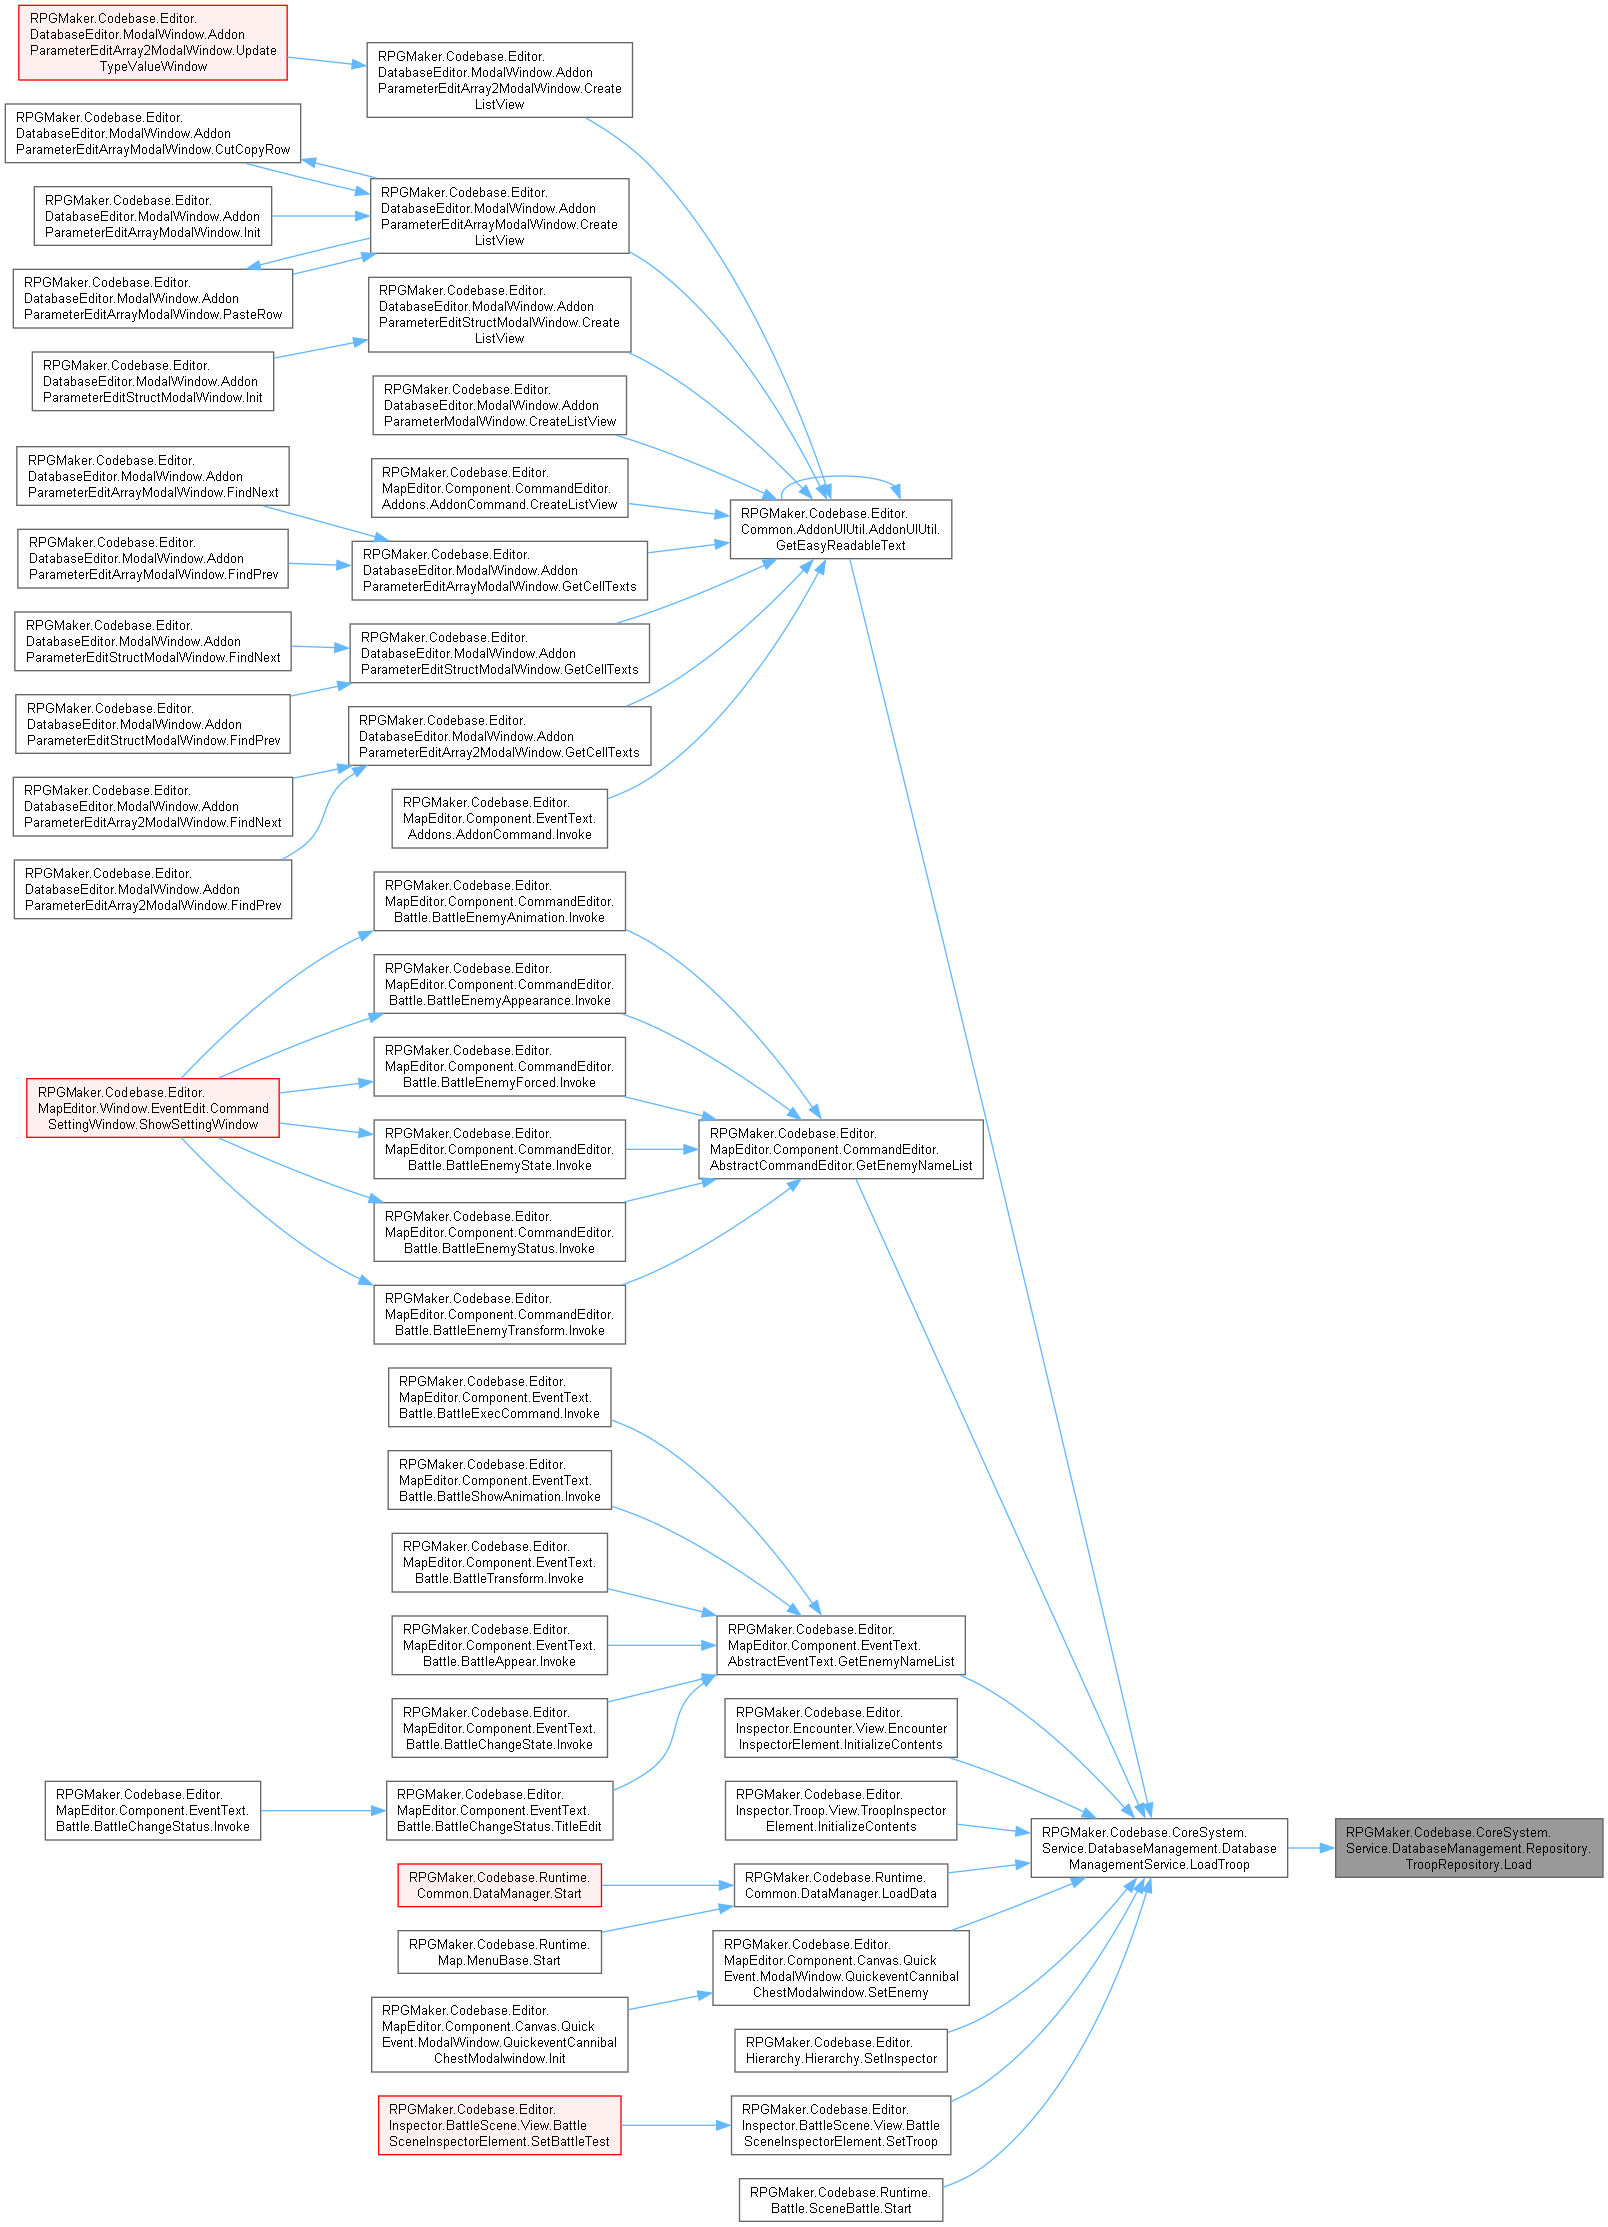 RPGMaker.Codebase.Editor.
DatabaseEditor.ModalWindow.Addon
ParameterEditArray2ModalWindow.Update
TypeValueWindow
RPGMaker.Codebase.Editor.
DatabaseEditor.ModalWindow.Addon
ParameterEditArray2ModalWindow.Create
ListView
RPGMaker.Codebase.Editor.
DatabaseEditor.ModalWindow.Addon
ParameterEditArrayModalWindow.CutCopyRow
RPGMaker.Codebase.Editor.
DatabaseEditor.ModalWindow.Addon
ParameterEditArrayModalWindow.Create
ListView
RPGMaker.Codebase.Editor.
DatabaseEditor.ModalWindow.Addon
ParameterEditArrayModalWindow.Init
RPGMaker.Codebase.Editor.
DatabaseEditor.ModalWindow.Addon
ParameterEditArrayModalWindow.PasteRow
RPGMaker.Codebase.Editor.
DatabaseEditor.ModalWindow.Addon
ParameterEditStructModalWindow.Create
ListView
RPGMaker.Codebase.Editor.
DatabaseEditor.ModalWindow.Addon
ParameterEditStructModalWindow.Init
RPGMaker.Codebase.Editor.
DatabaseEditor.ModalWindow.Addon
ParameterModalWindow.CreateListView
RPGMaker.Codebase.Editor.
DatabaseEditor.ModalWindow.Addon
ParameterEditArrayModalWindow.FindNext
RPGMaker.Codebase.Editor.
MapEditor.Component.CommandEditor.
Addons.AddonCommand.CreateListView
RPGMaker.Codebase.Editor.
Common.AddonUIUtil.AddonUIUtil.
GetEasyReadableText
RPGMaker.Codebase.Editor.
DatabaseEditor.ModalWindow.Addon
ParameterEditArrayModalWindow.FindPrev
RPGMaker.Codebase.Editor.
DatabaseEditor.ModalWindow.Addon
ParameterEditArrayModalWindow.GetCellTexts
RPGMaker.Codebase.Editor.
DatabaseEditor.ModalWindow.Addon
ParameterEditStructModalWindow.FindNext
RPGMaker.Codebase.Editor.
DatabaseEditor.ModalWindow.Addon
ParameterEditStructModalWindow.GetCellTexts
RPGMaker.Codebase.Editor.
DatabaseEditor.ModalWindow.Addon
ParameterEditStructModalWindow.FindPrev
RPGMaker.Codebase.Editor.
DatabaseEditor.ModalWindow.Addon
ParameterEditArray2ModalWindow.GetCellTexts
RPGMaker.Codebase.Editor.
DatabaseEditor.ModalWindow.Addon
ParameterEditArray2ModalWindow.FindNext
RPGMaker.Codebase.Editor.
MapEditor.Component.EventText.
Addons.AddonCommand.Invoke
RPGMaker.Codebase.Editor.
DatabaseEditor.ModalWindow.Addon
ParameterEditArray2ModalWindow.FindPrev
RPGMaker.Codebase.Editor.
MapEditor.Component.CommandEditor.
Battle.BattleEnemyAnimation.Invoke
RPGMaker.Codebase.Editor.
MapEditor.Component.CommandEditor.
Battle.BattleEnemyAppearance.Invoke
RPGMaker.Codebase.Editor.
MapEditor.Component.CommandEditor.
Battle.BattleEnemyForced.Invoke
RPGMaker.Codebase.Editor.
MapEditor.Window.EventEdit.Command
SettingWindow.ShowSettingWindow
RPGMaker.Codebase.Editor.
MapEditor.Component.CommandEditor.
Battle.BattleEnemyState.Invoke
RPGMaker.Codebase.Editor.
MapEditor.Component.CommandEditor.
AbstractCommandEditor.GetEnemyNameList
RPGMaker.Codebase.Editor.
MapEditor.Component.CommandEditor.
Battle.BattleEnemyStatus.Invoke
RPGMaker.Codebase.Editor.
MapEditor.Component.CommandEditor.
Battle.BattleEnemyTransform.Invoke
RPGMaker.Codebase.Editor.
MapEditor.Component.EventText.
Battle.BattleExecCommand.Invoke
RPGMaker.Codebase.Editor.
MapEditor.Component.EventText.
Battle.BattleShowAnimation.Invoke
RPGMaker.Codebase.Editor.
MapEditor.Component.EventText.
Battle.BattleTransform.Invoke
RPGMaker.Codebase.Editor.
MapEditor.Component.EventText.
Battle.BattleAppear.Invoke
RPGMaker.Codebase.Editor.
MapEditor.Component.EventText.
AbstractEventText.GetEnemyNameList
RPGMaker.Codebase.Editor.
MapEditor.Component.EventText.
Battle.BattleChangeState.Invoke
RPGMaker.Codebase.Editor.
Inspector.Encounter.View.Encounter
InspectorElement.InitializeContents
RPGMaker.Codebase.Editor.
MapEditor.Component.EventText.
Battle.BattleChangeStatus.Invoke
RPGMaker.Codebase.Editor.
MapEditor.Component.EventText.
Battle.BattleChangeStatus.TitleEdit
RPGMaker.Codebase.Editor.
Inspector.Troop.View.TroopInspector
Element.InitializeContents
RPGMaker.Codebase.CoreSystem.
Service.DatabaseManagement.Database
ManagementService.LoadTroop
RPGMaker.Codebase.CoreSystem.
Service.DatabaseManagement.Repository.
TroopRepository.Load
RPGMaker.Codebase.Runtime.
Common.DataManager.Start
RPGMaker.Codebase.Runtime.
Common.DataManager.LoadData
RPGMaker.Codebase.Runtime.
Map.MenuBase.Start
RPGMaker.Codebase.Editor.
MapEditor.Component.Canvas.Quick
Event.ModalWindow.QuickeventCannibal
ChestModalwindow.SetEnemy
RPGMaker.Codebase.Editor.
MapEditor.Component.Canvas.Quick
Event.ModalWindow.QuickeventCannibal
ChestModalwindow.Init
RPGMaker.Codebase.Editor.
Hierarchy.Hierarchy.SetInspector
RPGMaker.Codebase.Editor.
Inspector.BattleScene.View.Battle
SceneInspectorElement.SetBattleTest
RPGMaker.Codebase.Editor.
Inspector.BattleScene.View.Battle
SceneInspectorElement.SetTroop
RPGMaker.Codebase.Runtime.
Battle.SceneBattle.Start